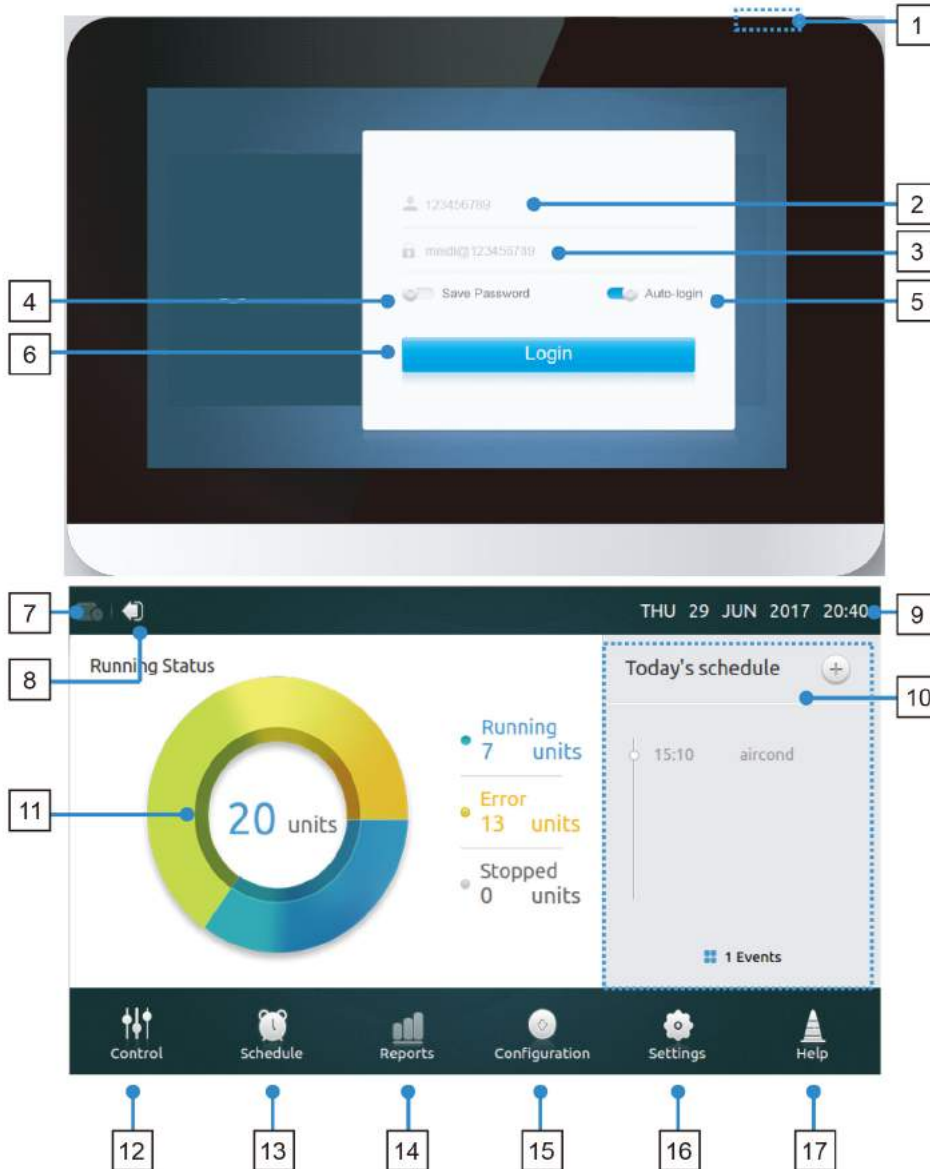 1
123456789
2
3
4
Save Password
Auto-login
5
6
Login
7
THU 29 JUN 2017 20:40
9
8
Running Status
Today's schedule
10
Running
7 units
15:10 aircond
11
20 units
Error
13 units
Stopped
0 units
1 Events
Control
Schedule
Reports
Configuration
Settings
Help
12
13
14
15
16
17